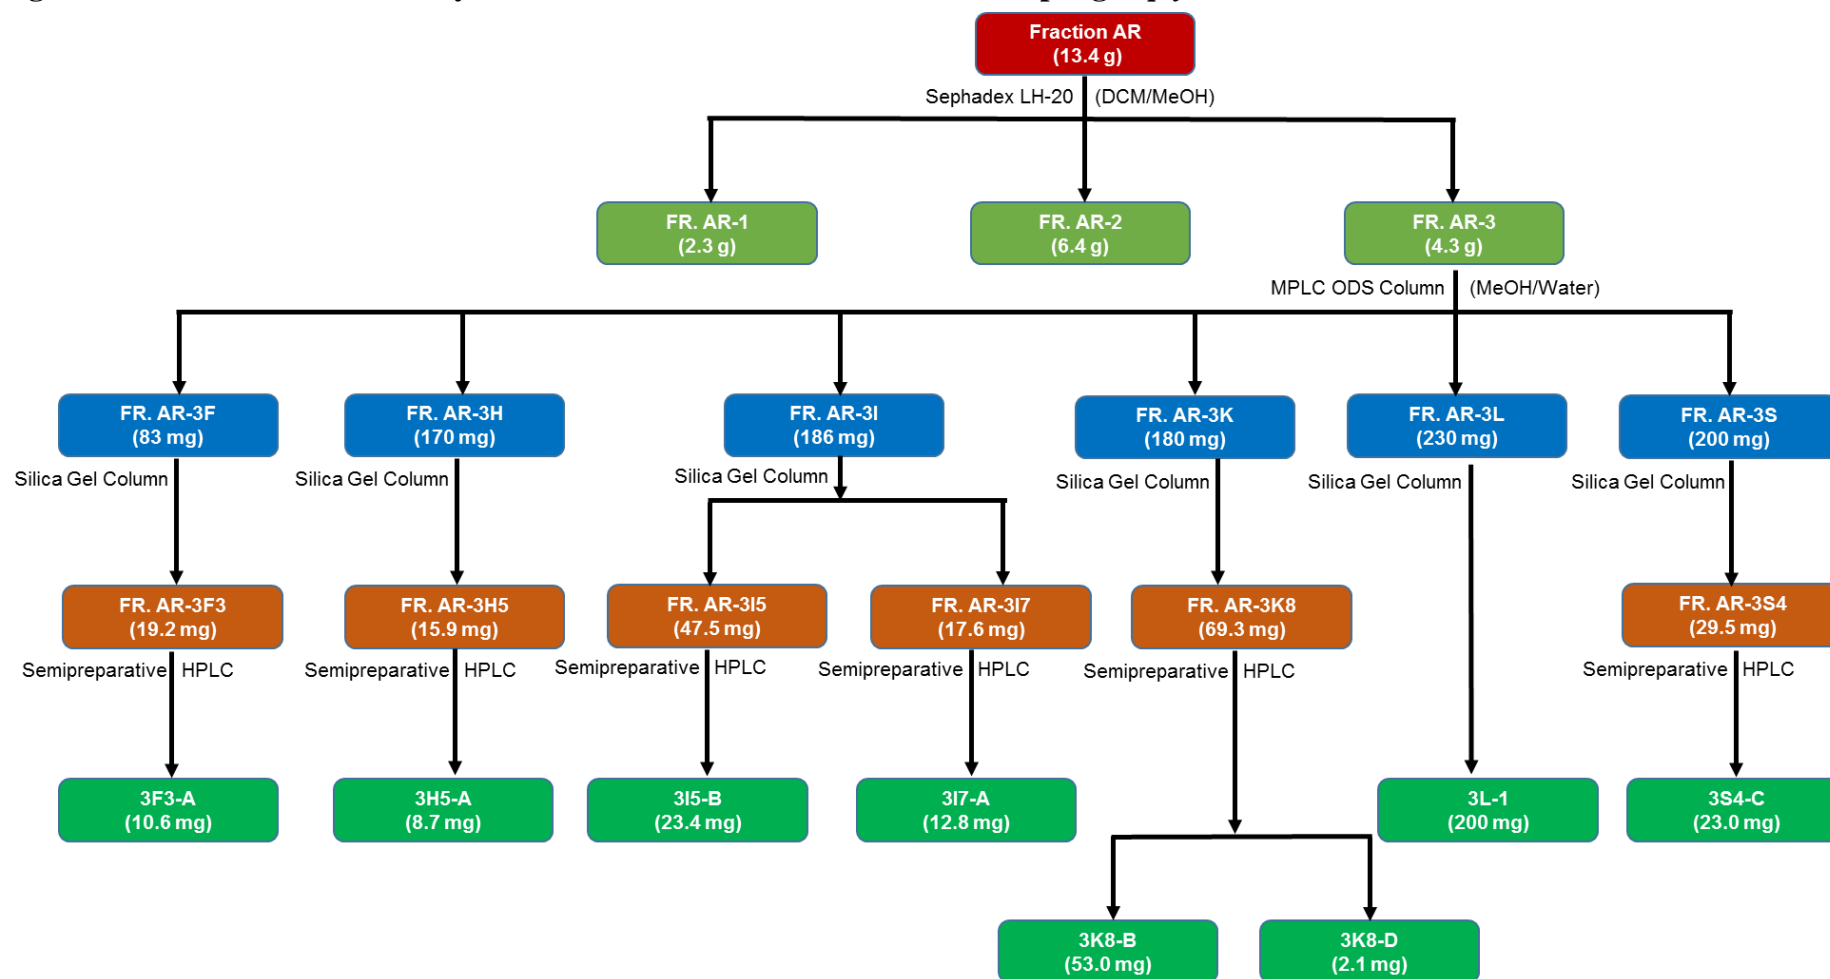 Fraction AR
(13.4 g)
Sephadex LH-20 (DCM/MeOH)
FR. AR-1
(2.3 g)
FR. AR-2
(6.4 g)
FR. AR-3
(4.3 g)
MPLC ODS Column (MeOH/Water)
FR. AR-3F
(83 mg)
FR. AR-3H
(170 mg)
FR. AR-3I
(186 mg)
FR. AR-3K
(180 mg)
FR. AR-3L
(230 mg)
FR. AR-3S
(200 mg)
Silica Gel Column
Silica Gel Column
Silica Gel Column
Silica Gel Column
Silica Gel Column
Silica Gel Column
FR. AR-3F3
(19.2 mg)
FR. AR-3H5
(15.9 mg)
FR. AR-3I5
(47.5 mg)
FR. AR-3I7
(17.6 mg)
FR. AR-3K8
(69.3 mg)
FR. AR-3S4
(29.5 mg)
Semipreparative HPLC
Semipreparative HPLC
Semipreparative HPLC
Semipreparative HPLC
Semipreparative HPLC
Semipreparative HPLC
3F3-A
(10.6 mg)
3H5-A
(8.7 mg)
3I5-B
(23.4 mg)
3I7-A
(12.8 mg)
3L-1
(200 mg)
3S4-C
(23.0 mg)
3K8-B
(53.0 mg)
3K8-D
(2.1 mg)